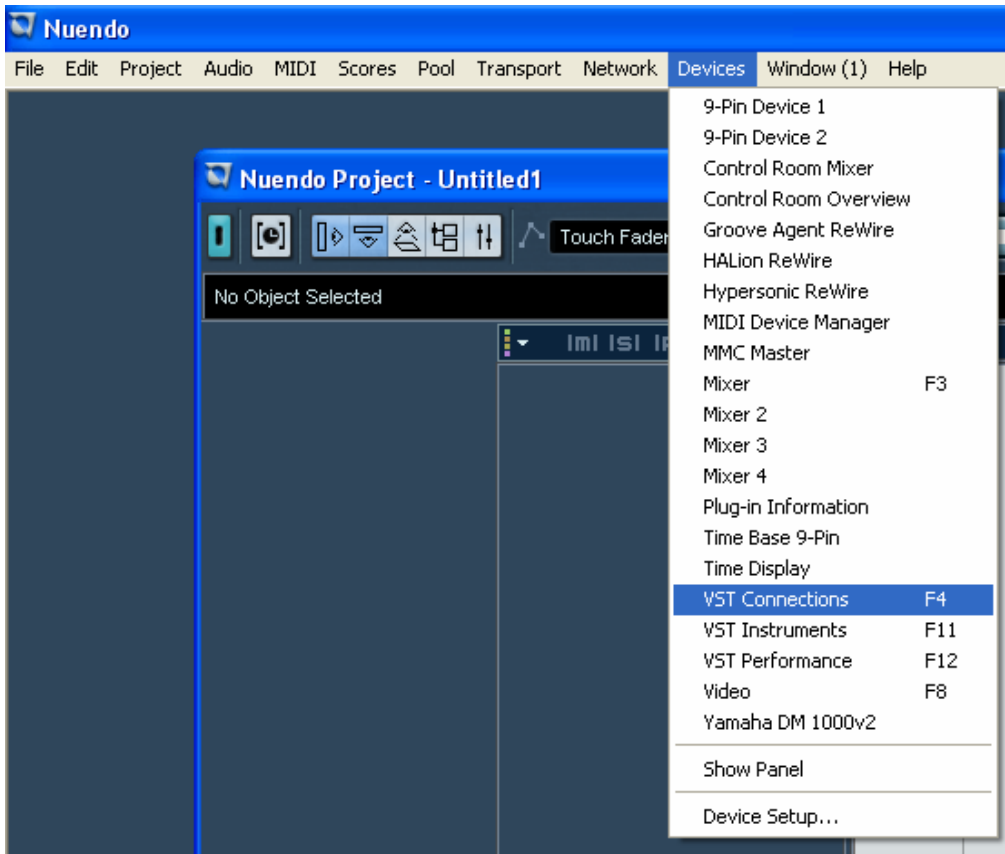 Nuendo
File Edit Project Audio MIDI Scores Pool Transport Network Devices Window (1) Help
9-Pin Device 1
9-Pin Device 2
Control Room Mixer
Control Room Overview
Groove Agent ReWire
HALion ReWire
Hypersonic ReWire
MIDI Device Manager
MMC Master
Mixer F3
Mixer 2
Mixer 3
Mixer 4
Plug-in Information
Time Base 9-Pin
Time Display
VST Connections F4
VST Instruments F11
VST Performance F12
Video F8
Yamaha DM 1000v2
Show Panel
Device Setup...
Nuendo Project - Untitled1
Touch Fader
No Object Selected
|m| |s|